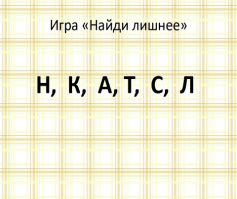 Игра «Найди лишнее»
Н, К, А, Т, С, Л